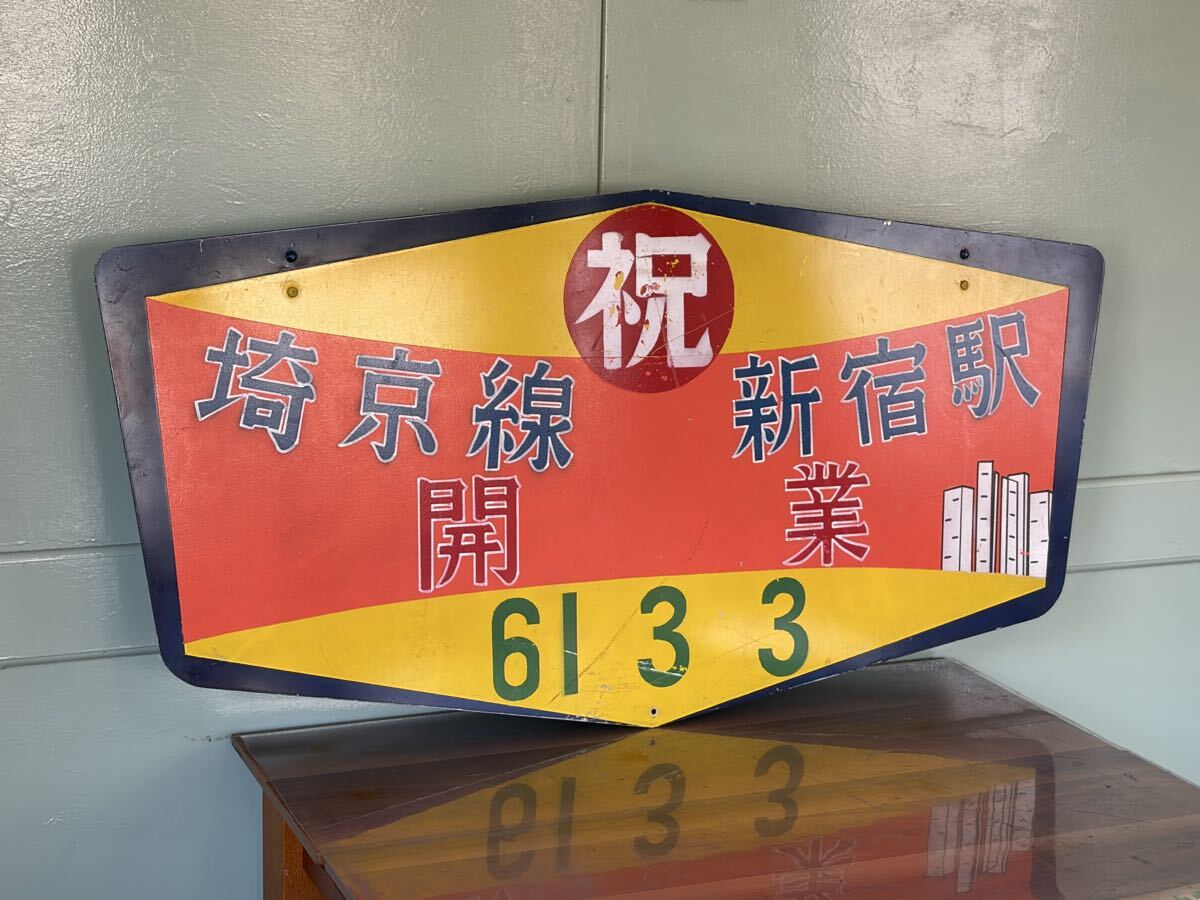 祝
埼京線 新宿駅
開 業
61 3 3